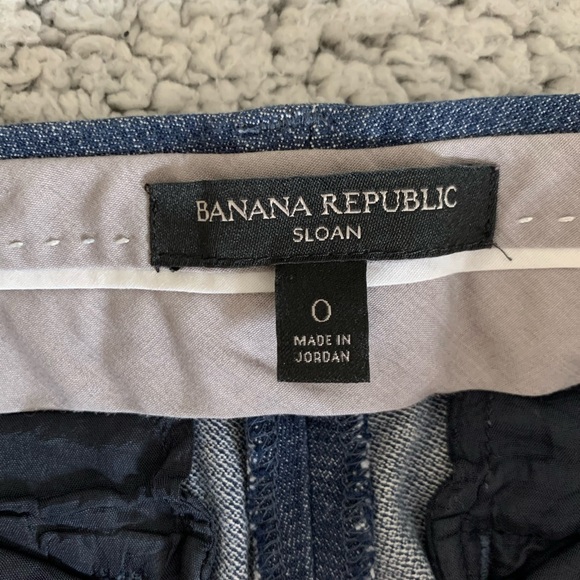 BANANA REPUBLIC
SLOAN
0
MADE IN
JORDAN